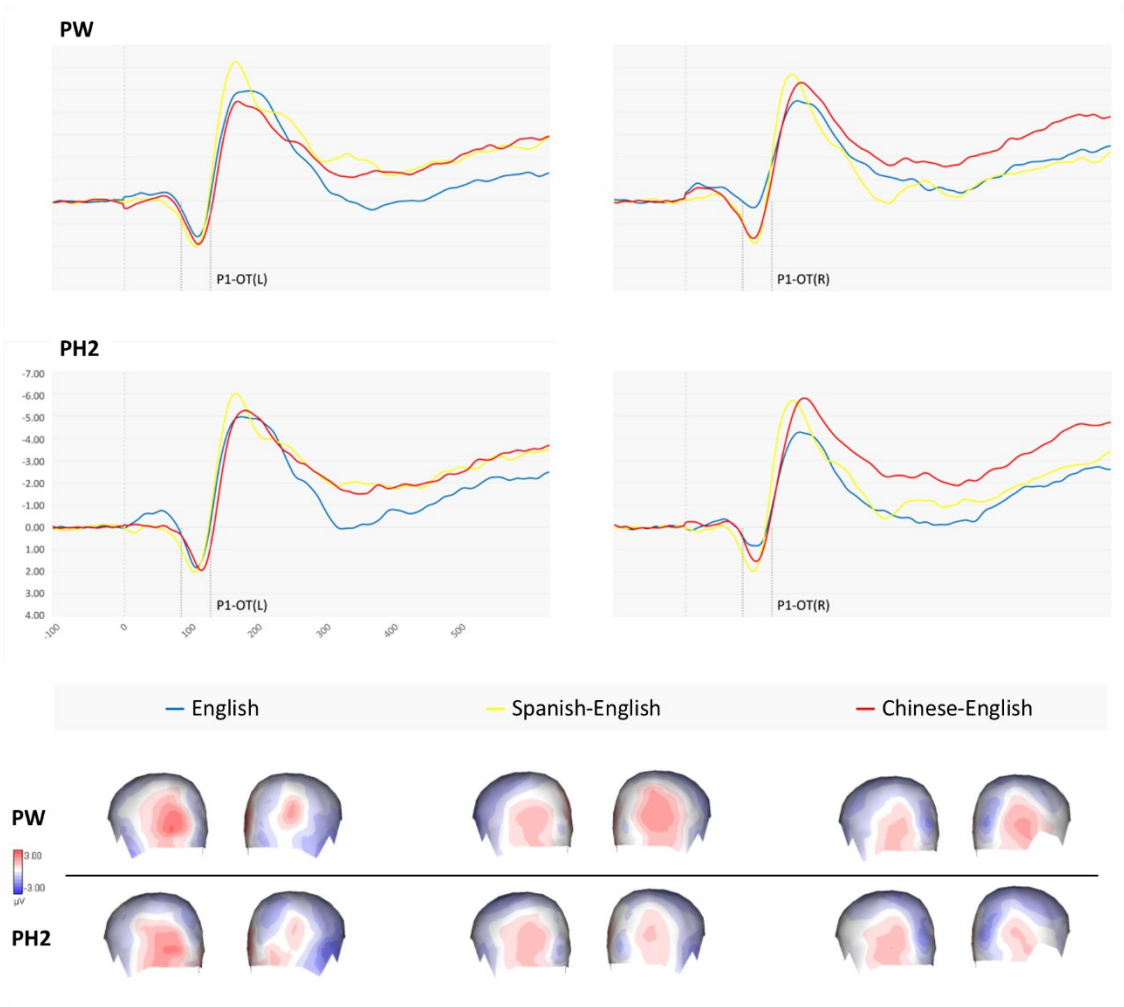 PW
P1-OT(L)
P1-OT(R)
PH2
-7.00
-6.00
-5.00
-4.00
-3.00
-2.00
-1.00
0.00
1.00
2.00
3.00
4.00
P1-OT(L)
P1-OT(R)
-100
0
100
200
300
400
500
English
Spanish-English
Chinese-English
PW
3.00
-3.00
µV
PH2